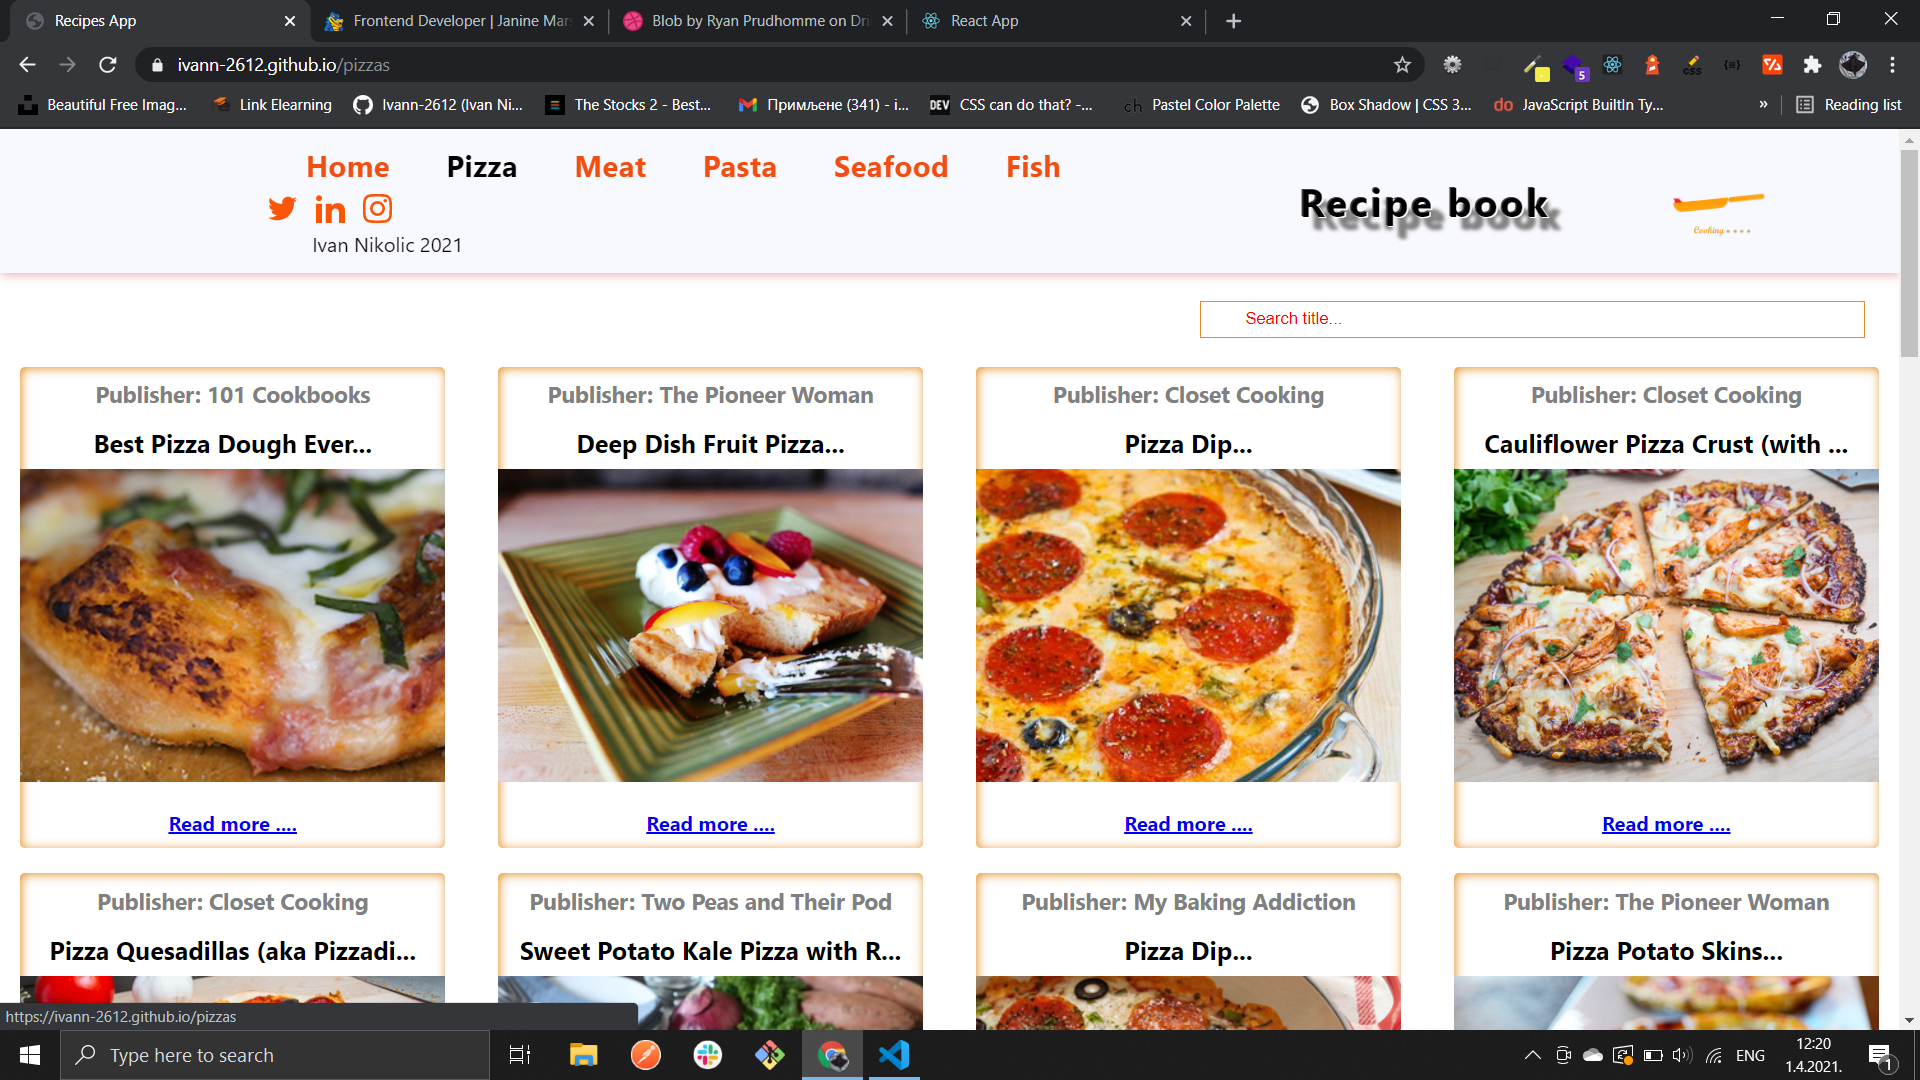 Recipes App
Frontend Developer | Janine Mar
Blob by Ryan Prudhomme on Dri
React App
ivann-2612.github.io/pizzas
5
Beautiful Free Imag...
Link Elearning
Ivann-2612 (Ivan Ni...
The Stocks 2 - Best...
Примљене (341) - i...
DEV
CSS can do that? -...
ch
Pastel Color Palette
Box Shadow | CSS 3...
do
JavaScript BuiltIn Ty...
»
Reading list
Home
Pizza
Meat
Pasta
Seafood
Fish
Ivan Nikolic 2021
Recipe book
Cooking
Search title...
Publisher: 101 Cookbooks
Best Pizza Dough Ever...
Read more ....
Publisher: The Pioneer Woman
Deep Dish Fruit Pizza...
Read more ....
Publisher: Closet Cooking
Pizza Dip...
Read more ....
Publisher: Closet Cooking
Cauliflower Pizza Crust (with ...
Read more ....
Publisher: Closet Cooking
Pizza Quesadillas (aka Pizzadi...
Publisher: Two Peas and Their Pod
Sweet Potato Kale Pizza with R...
Publisher: My Baking Addiction
Pizza Dip...
Publisher: The Pioneer Woman
Pizza Potato Skins...
https://ivann-2612.github.io/pizzas
Type here to search
ENG
12:20
1.4.2021.
1